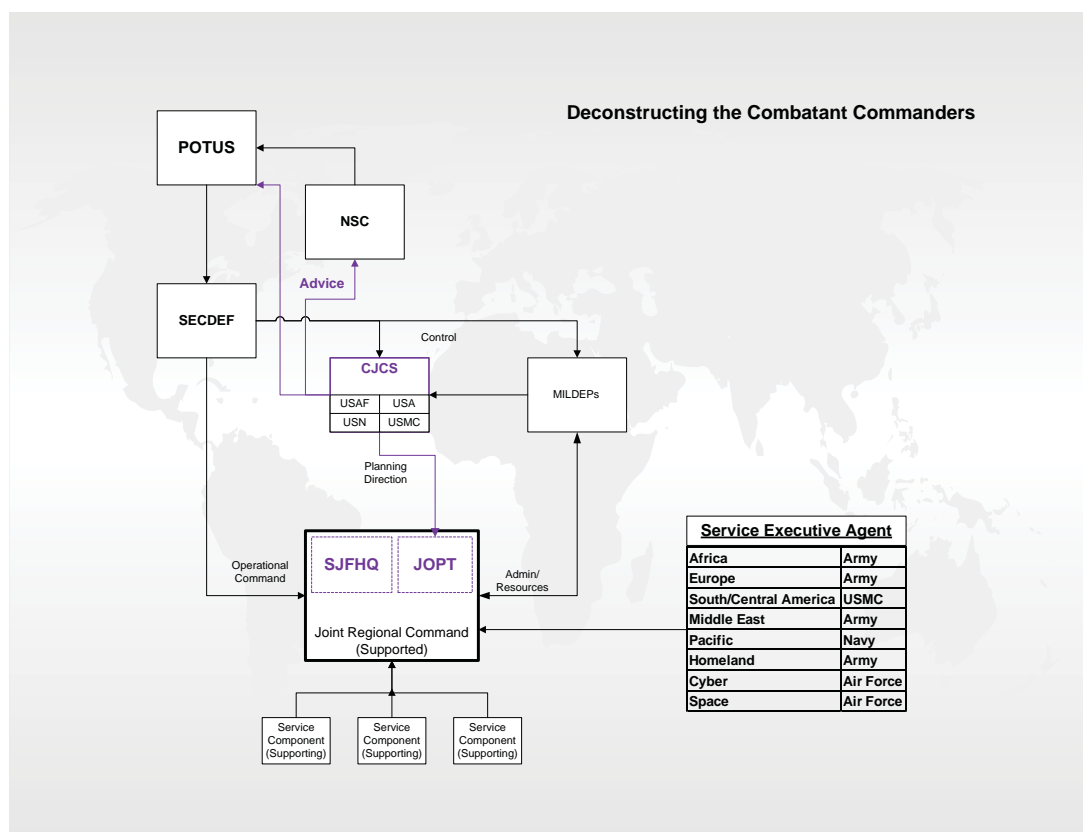 Deconstructing the Combatant Commanders
POTUS
NSC
Advice
SECDEF
Control
CJCS
USAF USA
USN USMC
MILDEPs
Planning
Direction
SJFHQ JOPT
Operational
Command
Admin/
Resources
Joint Regional Command
(Supported)
Service
Component
(Supporting)
Service
Component
(Supporting)
Service
Component
(Supporting)
Service Executive Agent
Africa Army
Europe Army
South/Central America USMC
Middle East Army
Pacific Navy
Homeland Army
Cyber Air Force
Space Air Force